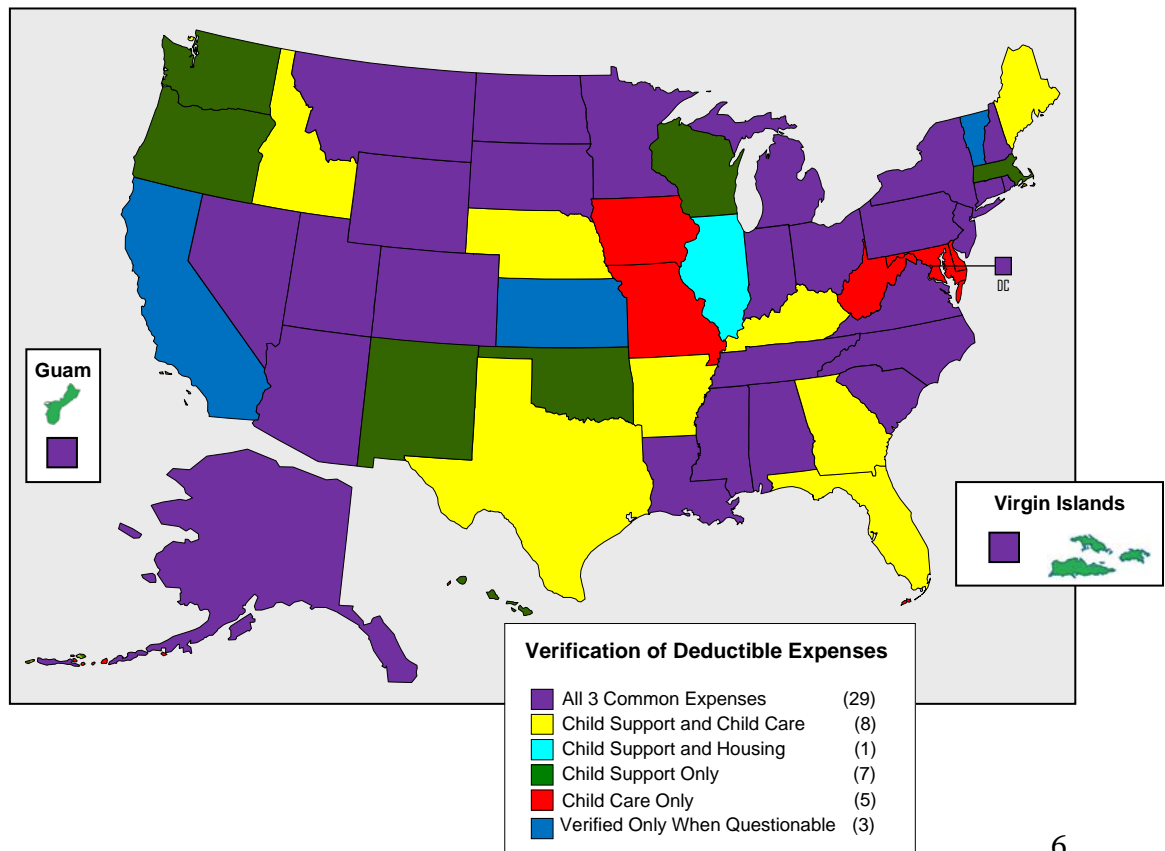 DC
Guam
Virgin Islands
Verification of Deductible Expenses
All 3 Common Expenses (29)
Child Support and Child Care (8)
Child Support and Housing (1)
Child Support Only (7)
Child Care Only (5)
Verified Only When Questionable (3)
6